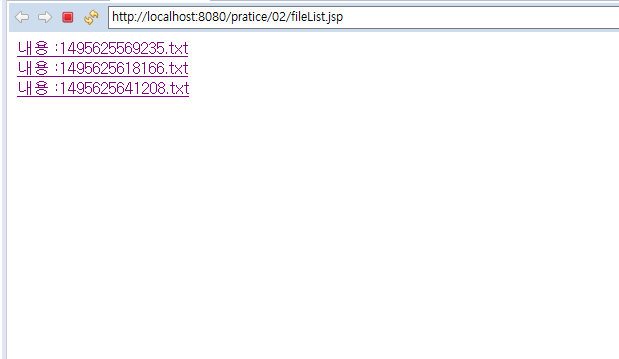 http://localhost:8080/pratice/02/fileList.jsp
내용 :1495625569235.txt
내용 :1495625618166.txt
내용 :1495625641208.txt